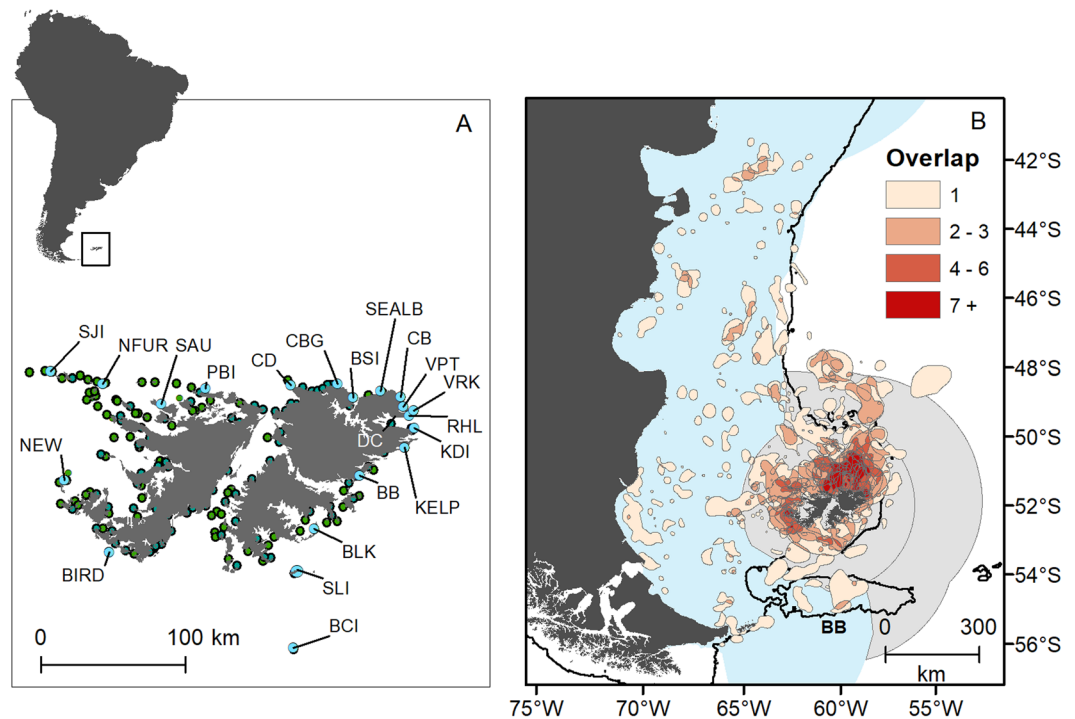 A
SEALB
CBG
CB
SJI
NFUR
SAU
CD
BSI
VPT
PBI
VRK
RHL
DC
KDI
NEW
BB
KELP
BLK
BIRD
SLI
BCI
0 100 km
B
Overlap
1
2 - 3
4 - 6
7 +
42°S
44°S
46°S
48°S
50°S
52°S
54°S
56°S
BB
0 300
km
75°W 70°W 65°W 60°W 55°W